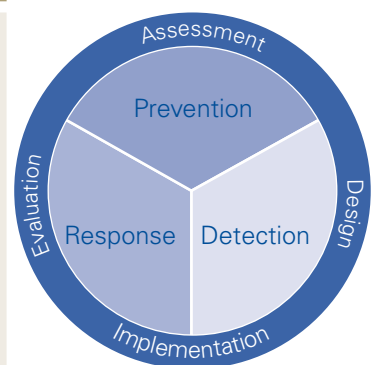 Assessment
Prevention
Evaluation
Design
Response
Detection
Implementation